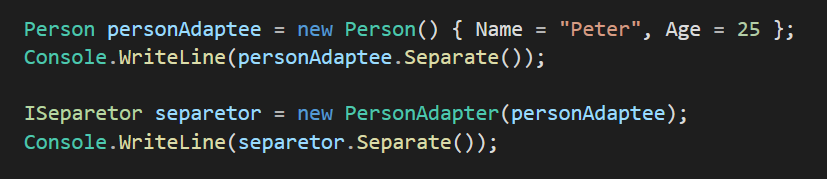 Person personAdaptee = new Person() { Name = "Peter", Age = 25 };
Console.WriteLine(personAdaptee.Separate());
ISeparetor separetor = new PersonAdapter(personAdaptee);
Console.WriteLine(separetor.Separate());